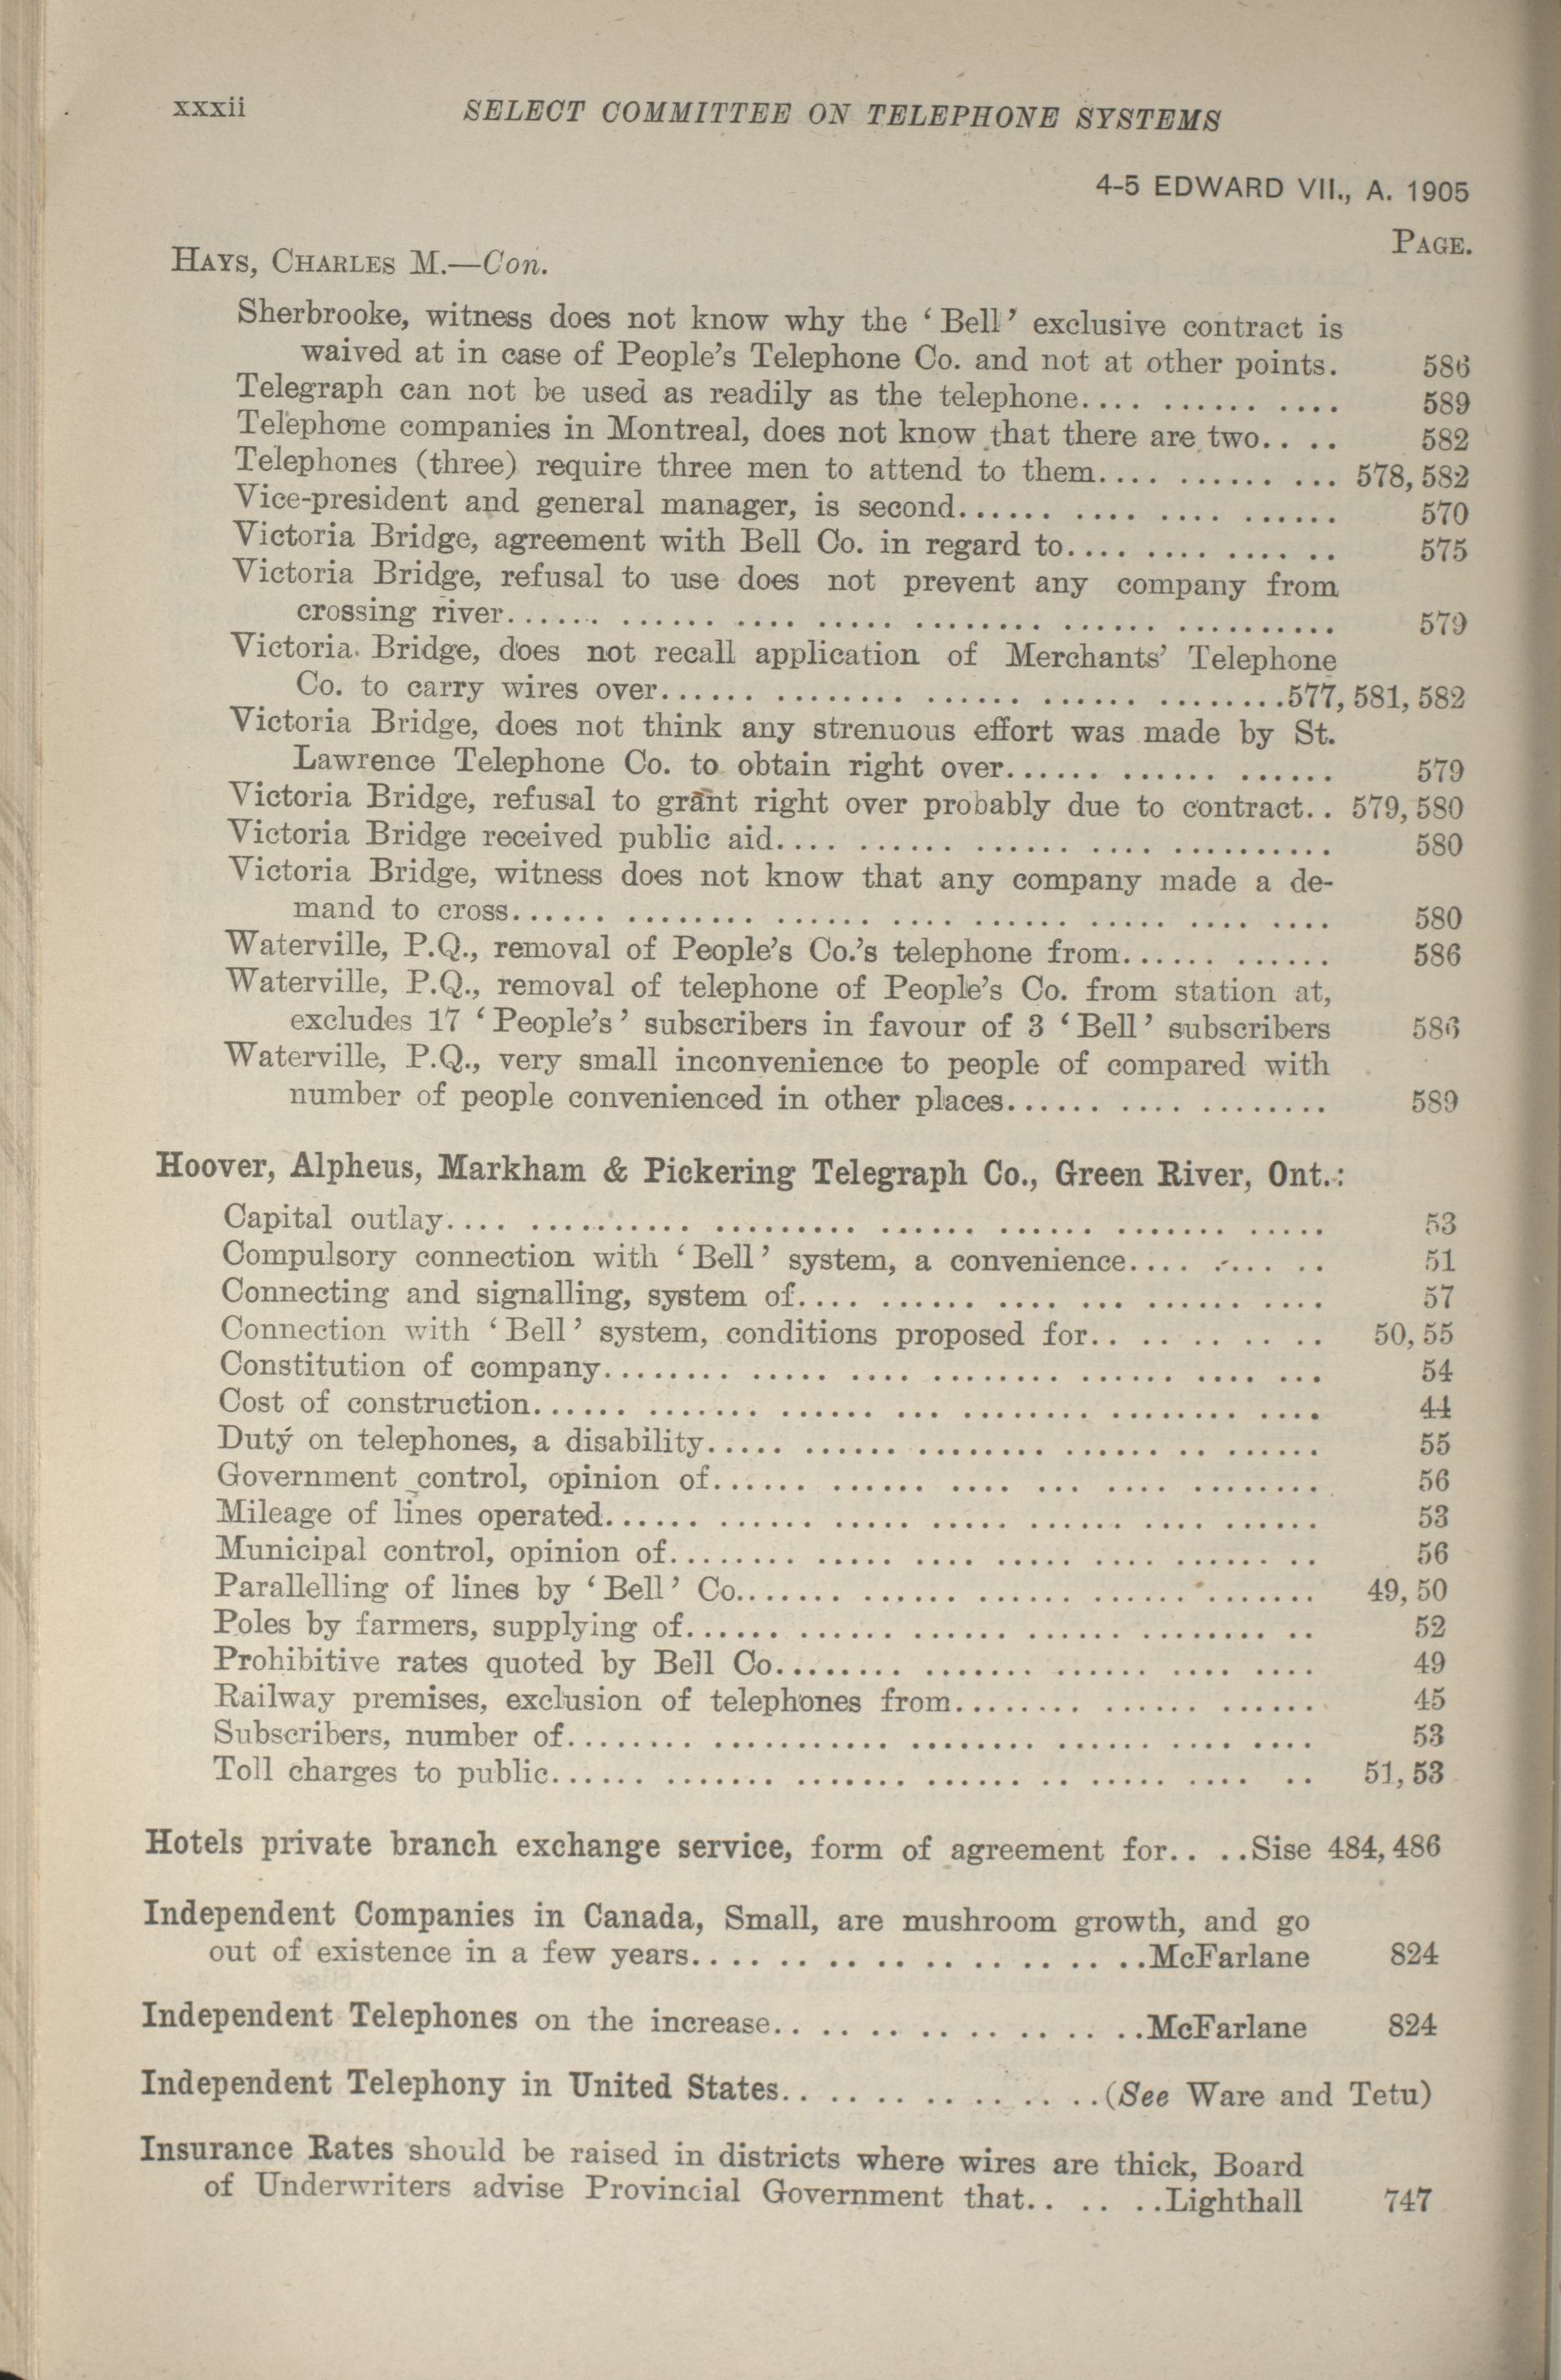 xxxii SELECT COMMITTEE ON TELEPHONE SYSTEMS
4-5 EDWARD VII., A. 1905
PAGE.
HAYS, CHARLES M.—Con.
Sherbrooke, witness does not know why the ‘ Bell ’ exclusive contract is
waived at in case of People’s Telephone Co. and not at other points. 586
Telegraph can not be used as readily as the telephone.... ...... .... 589
Telephone companies in Montreal, does not know that there are two.. .. 582
Telephones (three) require three men to attend to them.... ...... ... 578, 582
Vice-president and general manager, is second...... .... .... ...... 570
Victoria Bridge, agreement with Bell Co. in regard to.... .... .... .. 575
Victoria Bridge, refusal to use does not prevent any company from
crossing river...... ...... .... ..... ........ ...... .......... 579
Victoria Bridge, does not recall application of Merchants’ Telephone
Co. to carry wires over...... ........ ...... ...... .........577, 581, 582
Victoria Bridge, does not think any strenuous effort was made by St.
Lawrence Telephone Co. to obtain right over...... ...... ...... 579
Victoria Bridge, refusal to grant right over probably due to contract.. 579, 580
Victoria Bridge received public aid.... ...... ...... .... .......... 580
Victoria Bridge, witness does not know that any company made a de-
mand to cross...... ........ ...... .... ...... ..... .... .... 580
Waterville, P.Q., removal of People’s Co.’s telephone from...... ...... 586
Waterville, P.Q., removal of telephone of People’s Co. from station at,
excludes 17 ‘ People’s ’ subscribers in favour of 3 ‘ Bell ’ subscribers 586
Waterville, P.Q., very small inconvenience to people of compared with
number of people convenienced in other places...... .... ........ 589
Hoover, Alpheus, Markham & Pickering Telegraph Co., Green River, Ont.:
Capital outlay.... ........... ......... ...... ...... ....... ..... 53
Compulsory connection with ‘ Bell ’ system, a convenience.... .... .. 51
Connecting and signalling, system of.... ...... .... ... ...... .... 57
Connection with ‘ Bell ’ system, conditions proposed for.. .. .. .. .. 50, 55
Constitution of company........ ..... .... ........ ...... .... ... 54
Cost of construction...... ....... ...... ... ........ ........ .... 44
Duty on telephones, a disability..... ...... ........ ...... .. ...... 55
Government control, opinion of...... ...... .... ... .... ........ 56
Mileage of lines operated...... ...... ..... ..... ...... .... ...... 53
Municipal control, opinion of........ ..... .... ..... .... ...... .. 56
Parallelling of lines by ‘ Bell ’ Co....... ...... ...... ...... ....... 49, 50
Poles by farmers, supplying of...... ...... ...... ...... ........ .. 52
Prohibitive rates quoted by Bell Co........ ....... ...... .... .... 49
Railway premises, exclusion of telephones from........ ...... ...... 45
Subscribers, number of........ ........... ........ ...... .... .... 53
Toll charges to public...... ....... ....... ...... .. ..... .... .. 51, 53
Hotels private branch exchange service, form of agreement for.. ..Sise 484, 486
Independent Companies in Canada, Small, are mushroom growth, and go
out of existence in a few years.. .. .. .. .. .. .. .. .. ..McFarlane 824
Independent Telephones on the increase.. .. .. .. .. .. .. ..McFarlane 824
Independent Telephony in United States.. .. .. .. .. .. ..(See Ware and Tetu)
Insurance Rates should be raised in districts where wires are thick, Board
of Underwriters advise Provincial Government that.. .. .. ..Lighthall 747